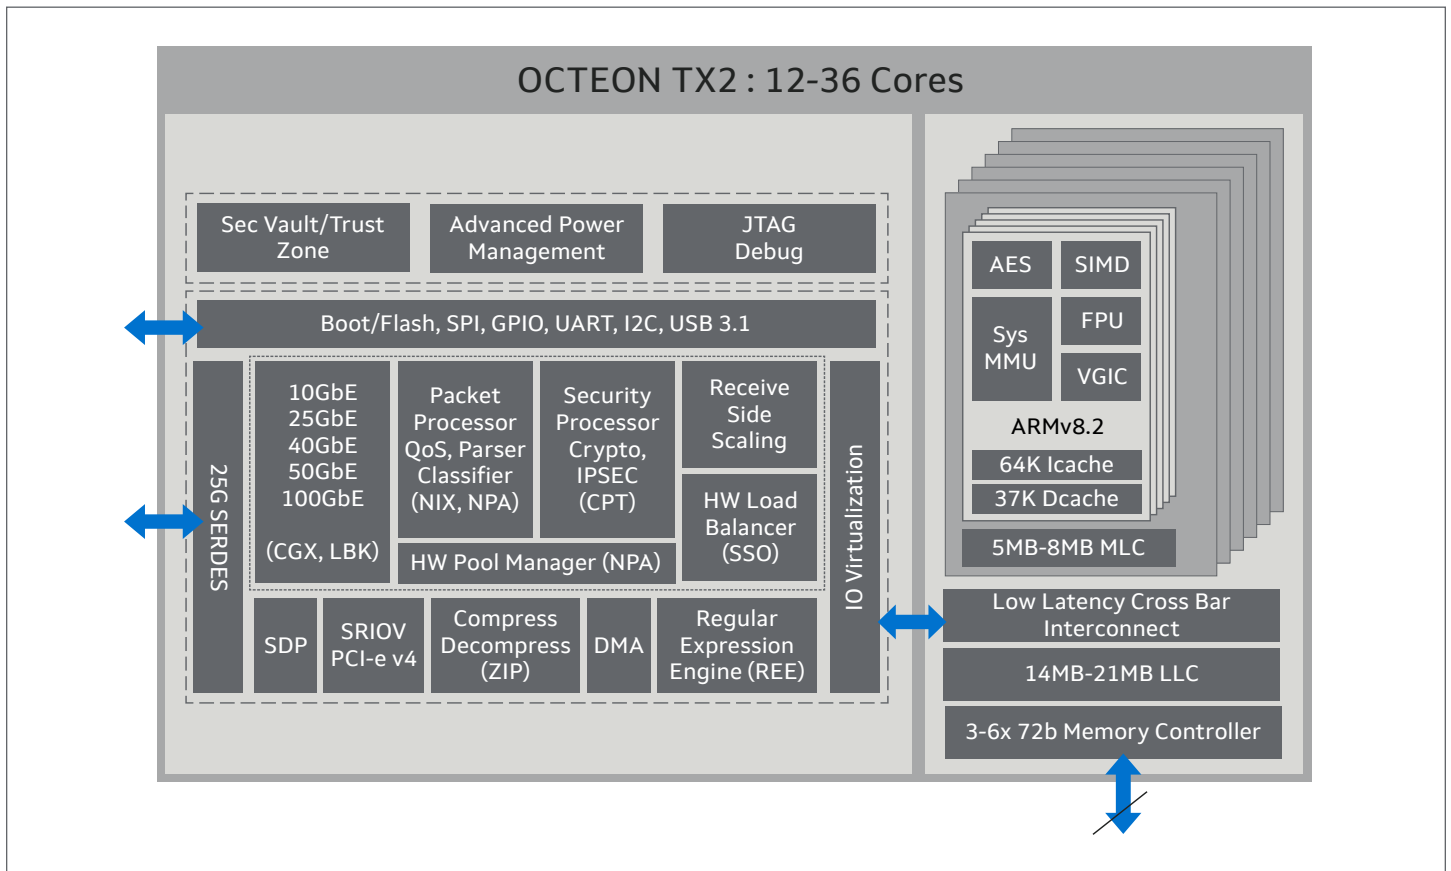 OCTEON TX2 : 12-36 Cores
Sec Vault/Trust
Zone
Advanced Power
Management
JTAG
Debug
Boot/Flash, SPI, GPIO, UART, I2C, USB 3.1
25G SERDES
10GbE
25GbE
40GbE
50GbE
100GbE
(CGX, LBK)
Packet
Processor
QoS, Parser
Classifier
(NIX, NPA)
Security
Processor
Crypto,
IPSEC
(CPT)
Receive
Side
Scaling
HW Load
Balancer
(SSO)
HW Pool Manager (NPA)
IO Virtualization
SDP
SRIOV
PCI-e v4
Compress
Decompress
(ZIP)
DMA
Regular
Expression
Engine (REE)
AES
SIMD
Sys
MMU
FPU
VGIC
ARMv8.2
64K Icache
37K Dcache
5MB-8MB MLC
Low Latency Cross Bar
Interconnect
14MB-21MB LLC
3-6x 72b Memory Controller